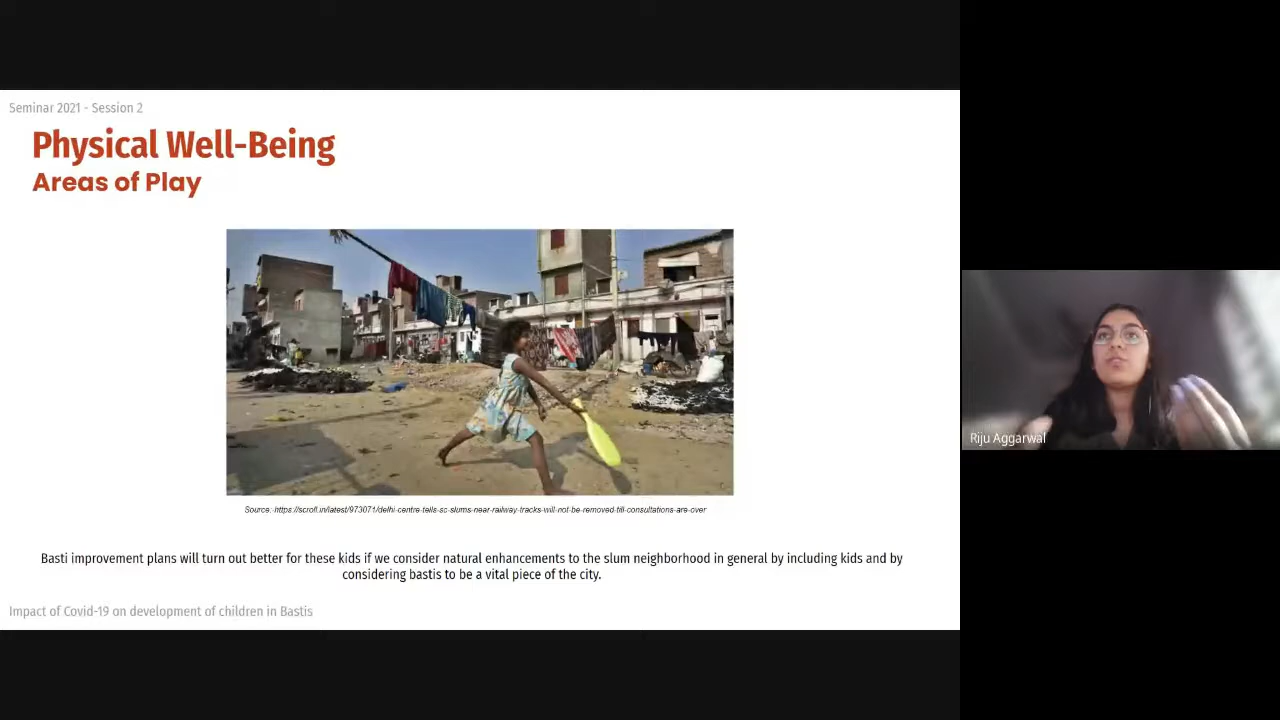 Seminar 2021 - Session 2
Physical Well-Being
Areas of Play
Source: https://scroll.in/latest/973071/delhi-centre-tells-sc-slums-near-railway-tracks-will-not-be-removed-till-consultations-are-over
Basti improvement plans will turn out better for these kids if we consider natural enhancements to the slum neighborhood in general by including kids and by
considering bastis to be a vital piece of the city.
Impact of Covid-19 on development of children in Bastis
Riju Aggarwal